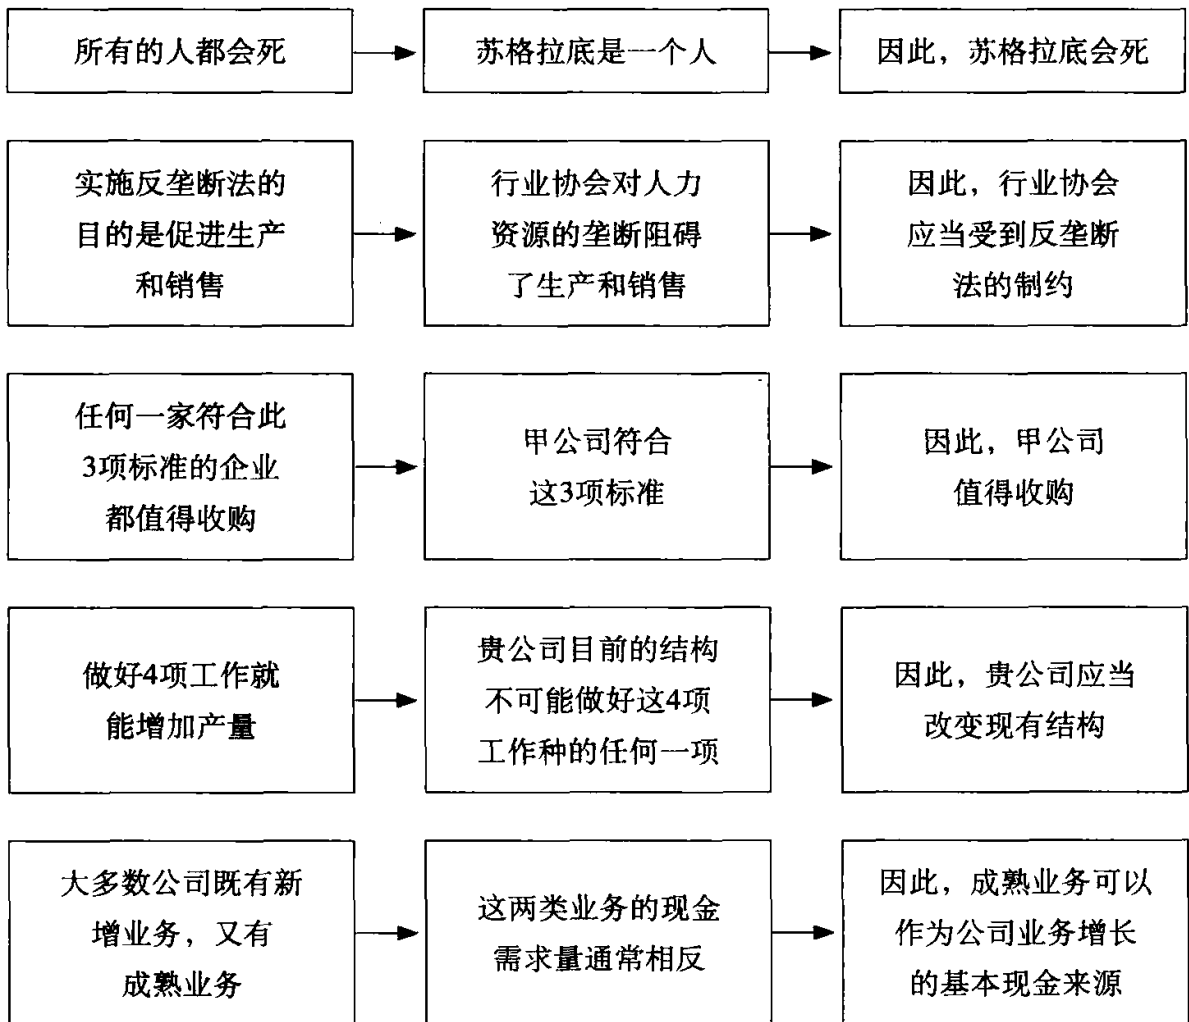 所有的人都会死
苏格拉底是一个人
因此，苏格拉底会死
实施反垄断法的
目的是促进生产
和销售
行业协会对人力
资源的垄断阻碍
了生产和销售
因此，行业协会
应当受到反垄断
法的制约
任何一家符合此
3项标准的企业
都值得收购
甲公司符合
这3项标准
因此，甲公司
值得收购
做好4项工作就
能增加产量
贵公司目前的结构
不可能做好这4项
工作种的任何一项
因此，贵公司应当
改变现有结构
大多数公司既有新
增业务，又有
成熟业务
这两类业务的现金
需求量通常相反
因此，成熟业务可以
作为公司业务增长
的基本现金来源